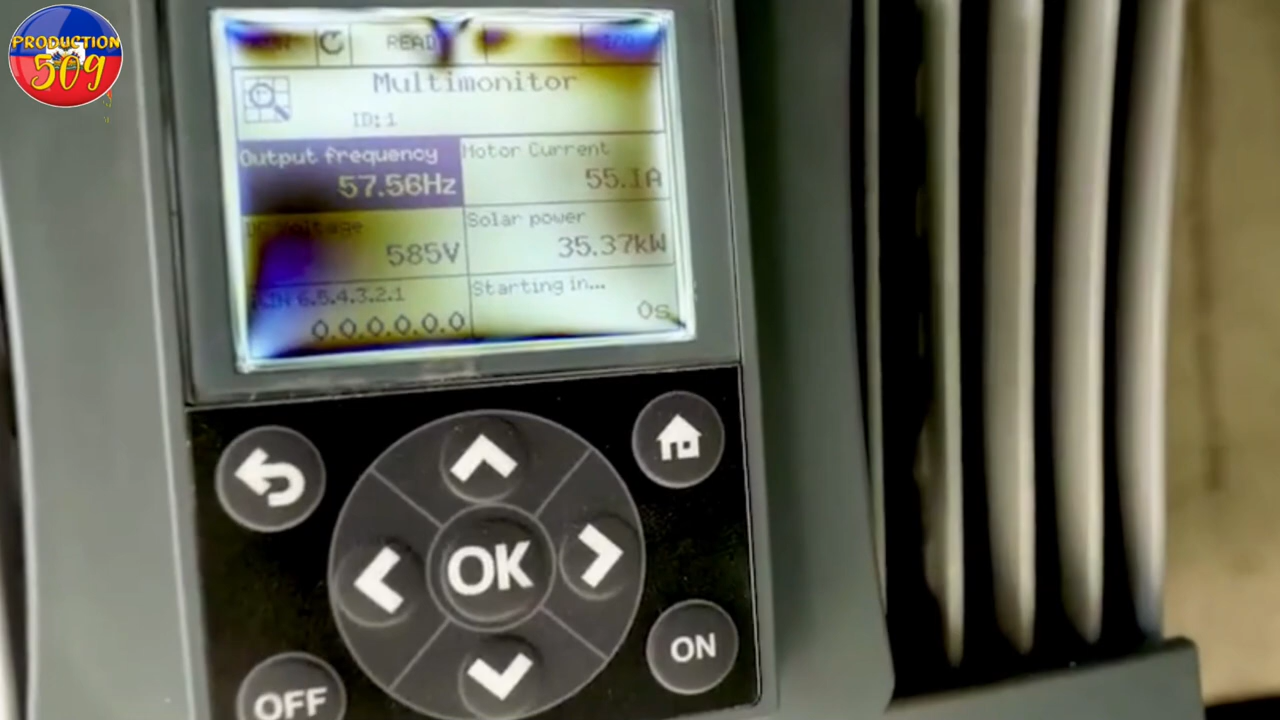 PRODUCTION
509
READ
Multimonitor
ID:1
Output frequency
57.56Hz
Motor Current
55.1A
Voltage
585V
Solar power
35.37kW
6.5.4.3.2.1
0.0.0.0.0.0
Starting in...
0s
OK
ON
OFF